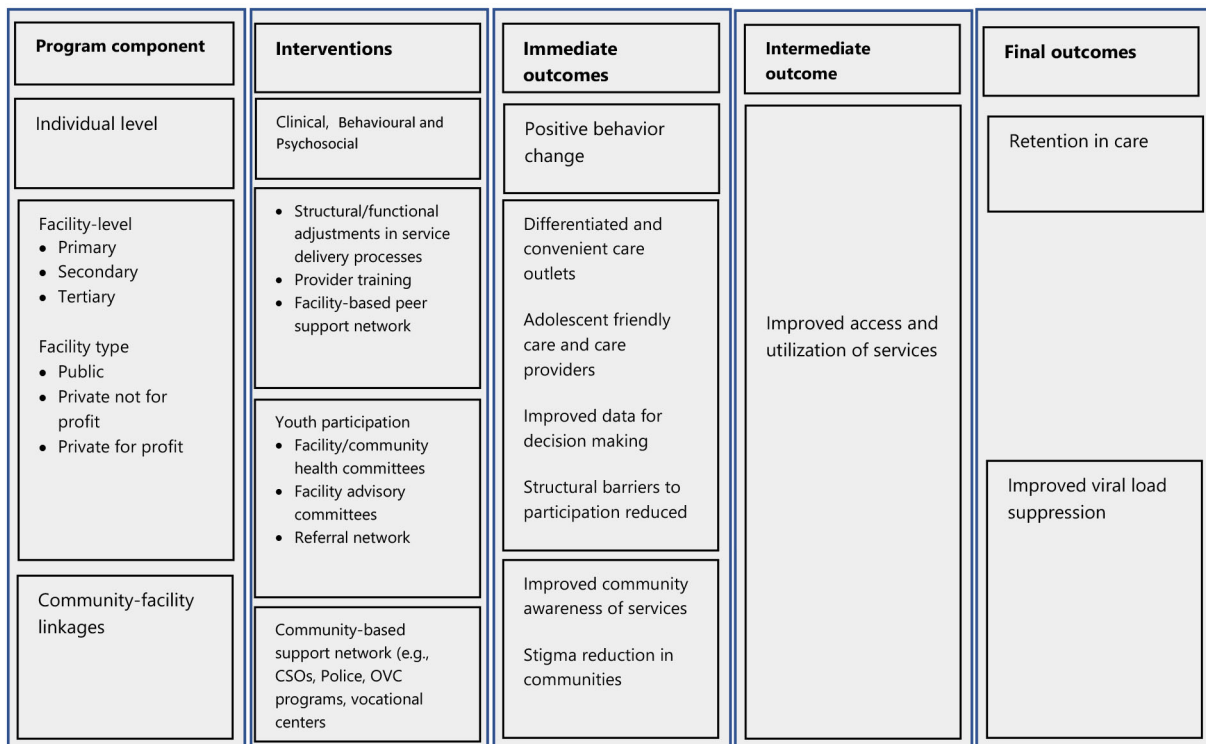 Program component
Individual level
Facility-level
• Primary
• Secondary
• Tertiary
Facility type
• Public
• Private not for
profit
• Private for profit
Community-facility
linkages
Interventions
Clinical, Behavioural and
Psychosocial
• Structural/functional
adjustments in service
delivery processes
• Provider training
• Facility-based peer
support network
Youth participation
• Facility/community
health committees
• Facility advisory
committees
• Referral network
Community-based
support network (e.g.,
CSOs, Police, OVC
programs, vocational
centers
Immediate
outcomes
Positive behavior
change
Differentiated and
convenient care
outlets
Adolescent friendly
care and care
providers
Improved data for
decision making
Structural barriers to
participation reduced
Improved community
awareness of services
Stigma reduction in
communities
Intermediate
outcome
Improved access and
utilization of services
Final outcomes
Retention in care
Improved viral load
suppression